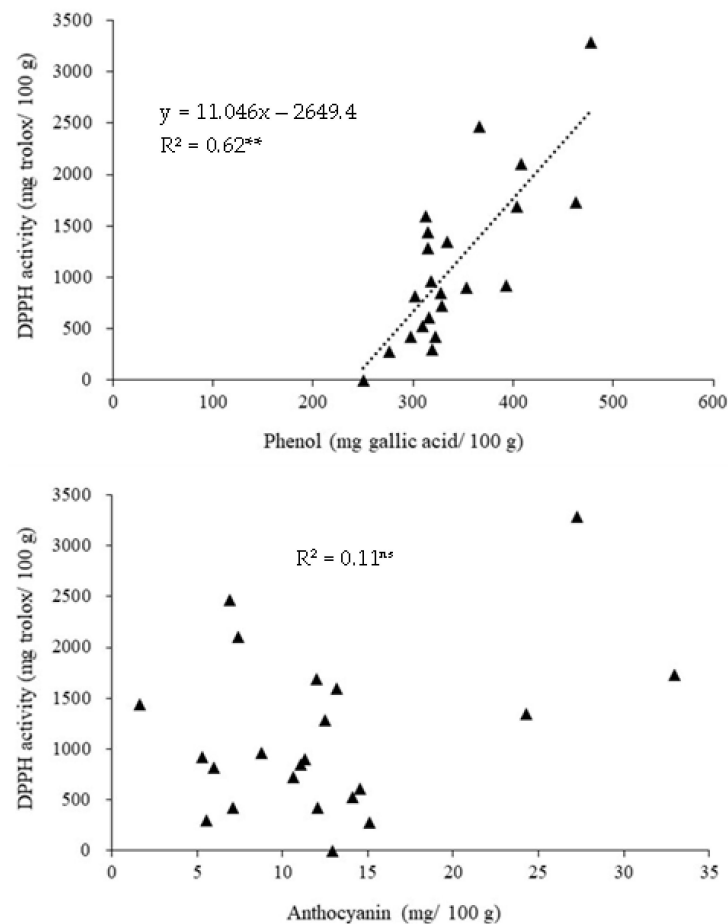 3500
3000
2500
2000
1500
1000
500
0
DPPH activity (mg trolox/ 100 g)
y = 11.046x – 2649.4
R² = 0.62**
0 100 200 300 400 500 600
Phenol (mg gallic acid/ 100 g)
3500
3000
2500
2000
1500
1000
500
0
DPPH activity (mg trolox/ 100 g)
R² = 0.11ⁿˢ
0 5 10 15 20 25 30 35
Anthocyanin (mg/ 100 g)